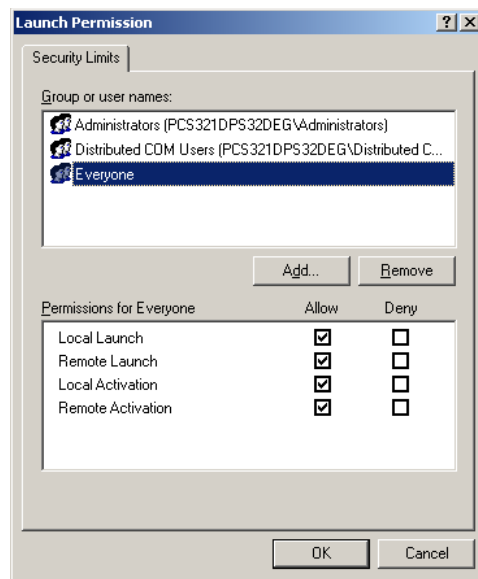 Launch Permission
Security Limits
Group or user names:
Administrators (PCS321DPS32DEG\Administrators)
Distributed COM Users (PCS321DPS32DEG\Distributed C...
Everyone
Add... Remove
Permissions for Everyone Allow Deny
Local Launch
Remote Launch
Local Activation
Remote Activation
OK Cancel